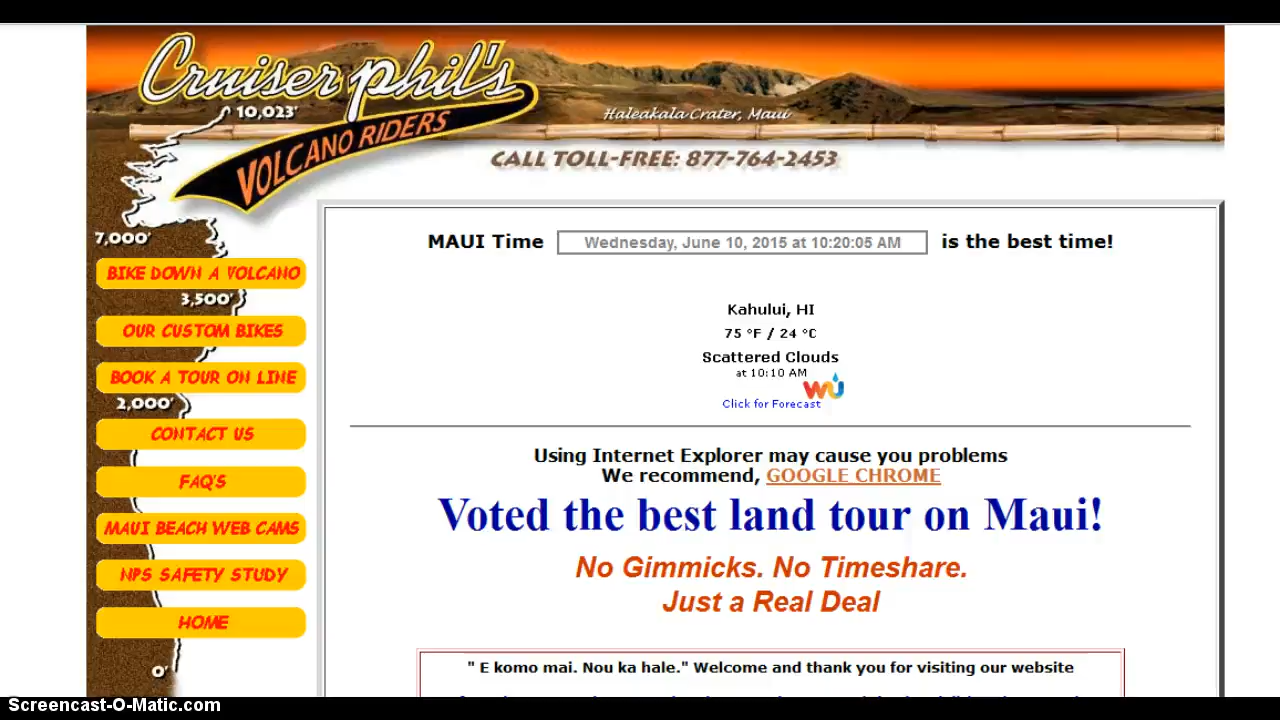 Cruiser phil's
10,023'
VOLCANO RIDERS
Haleakala Crater, Maui
CALL TOLL-FREE: 877-764-2453
7,000'
BIKE DOWN A VOLCANO
3,500'
OUR CUSTOM BIKES
BOOK A TOUR ON LINE
2,000'
CONTACT US
FAQ'S
MAUI BEACH WEB CAMS
NPS SAFETY STUDY
HOME
0'
MAUI Time Wednesday, June 10, 2015 at 10:20:05 AM is the best time!
Kahului, HI
75 °F / 24 °C
Scattered Clouds
at 10:10 AM
WU
Click for Forecast
Using Internet Explorer may cause you problems
We recommend, GOOGLE CHROME
Voted the best land tour on Maui!
No Gimmicks. No Timeshare.
Just a Real Deal
" E komo mai. Nou ka hale." Welcome and thank you for visiting our website
Screencast-O-Matic.com